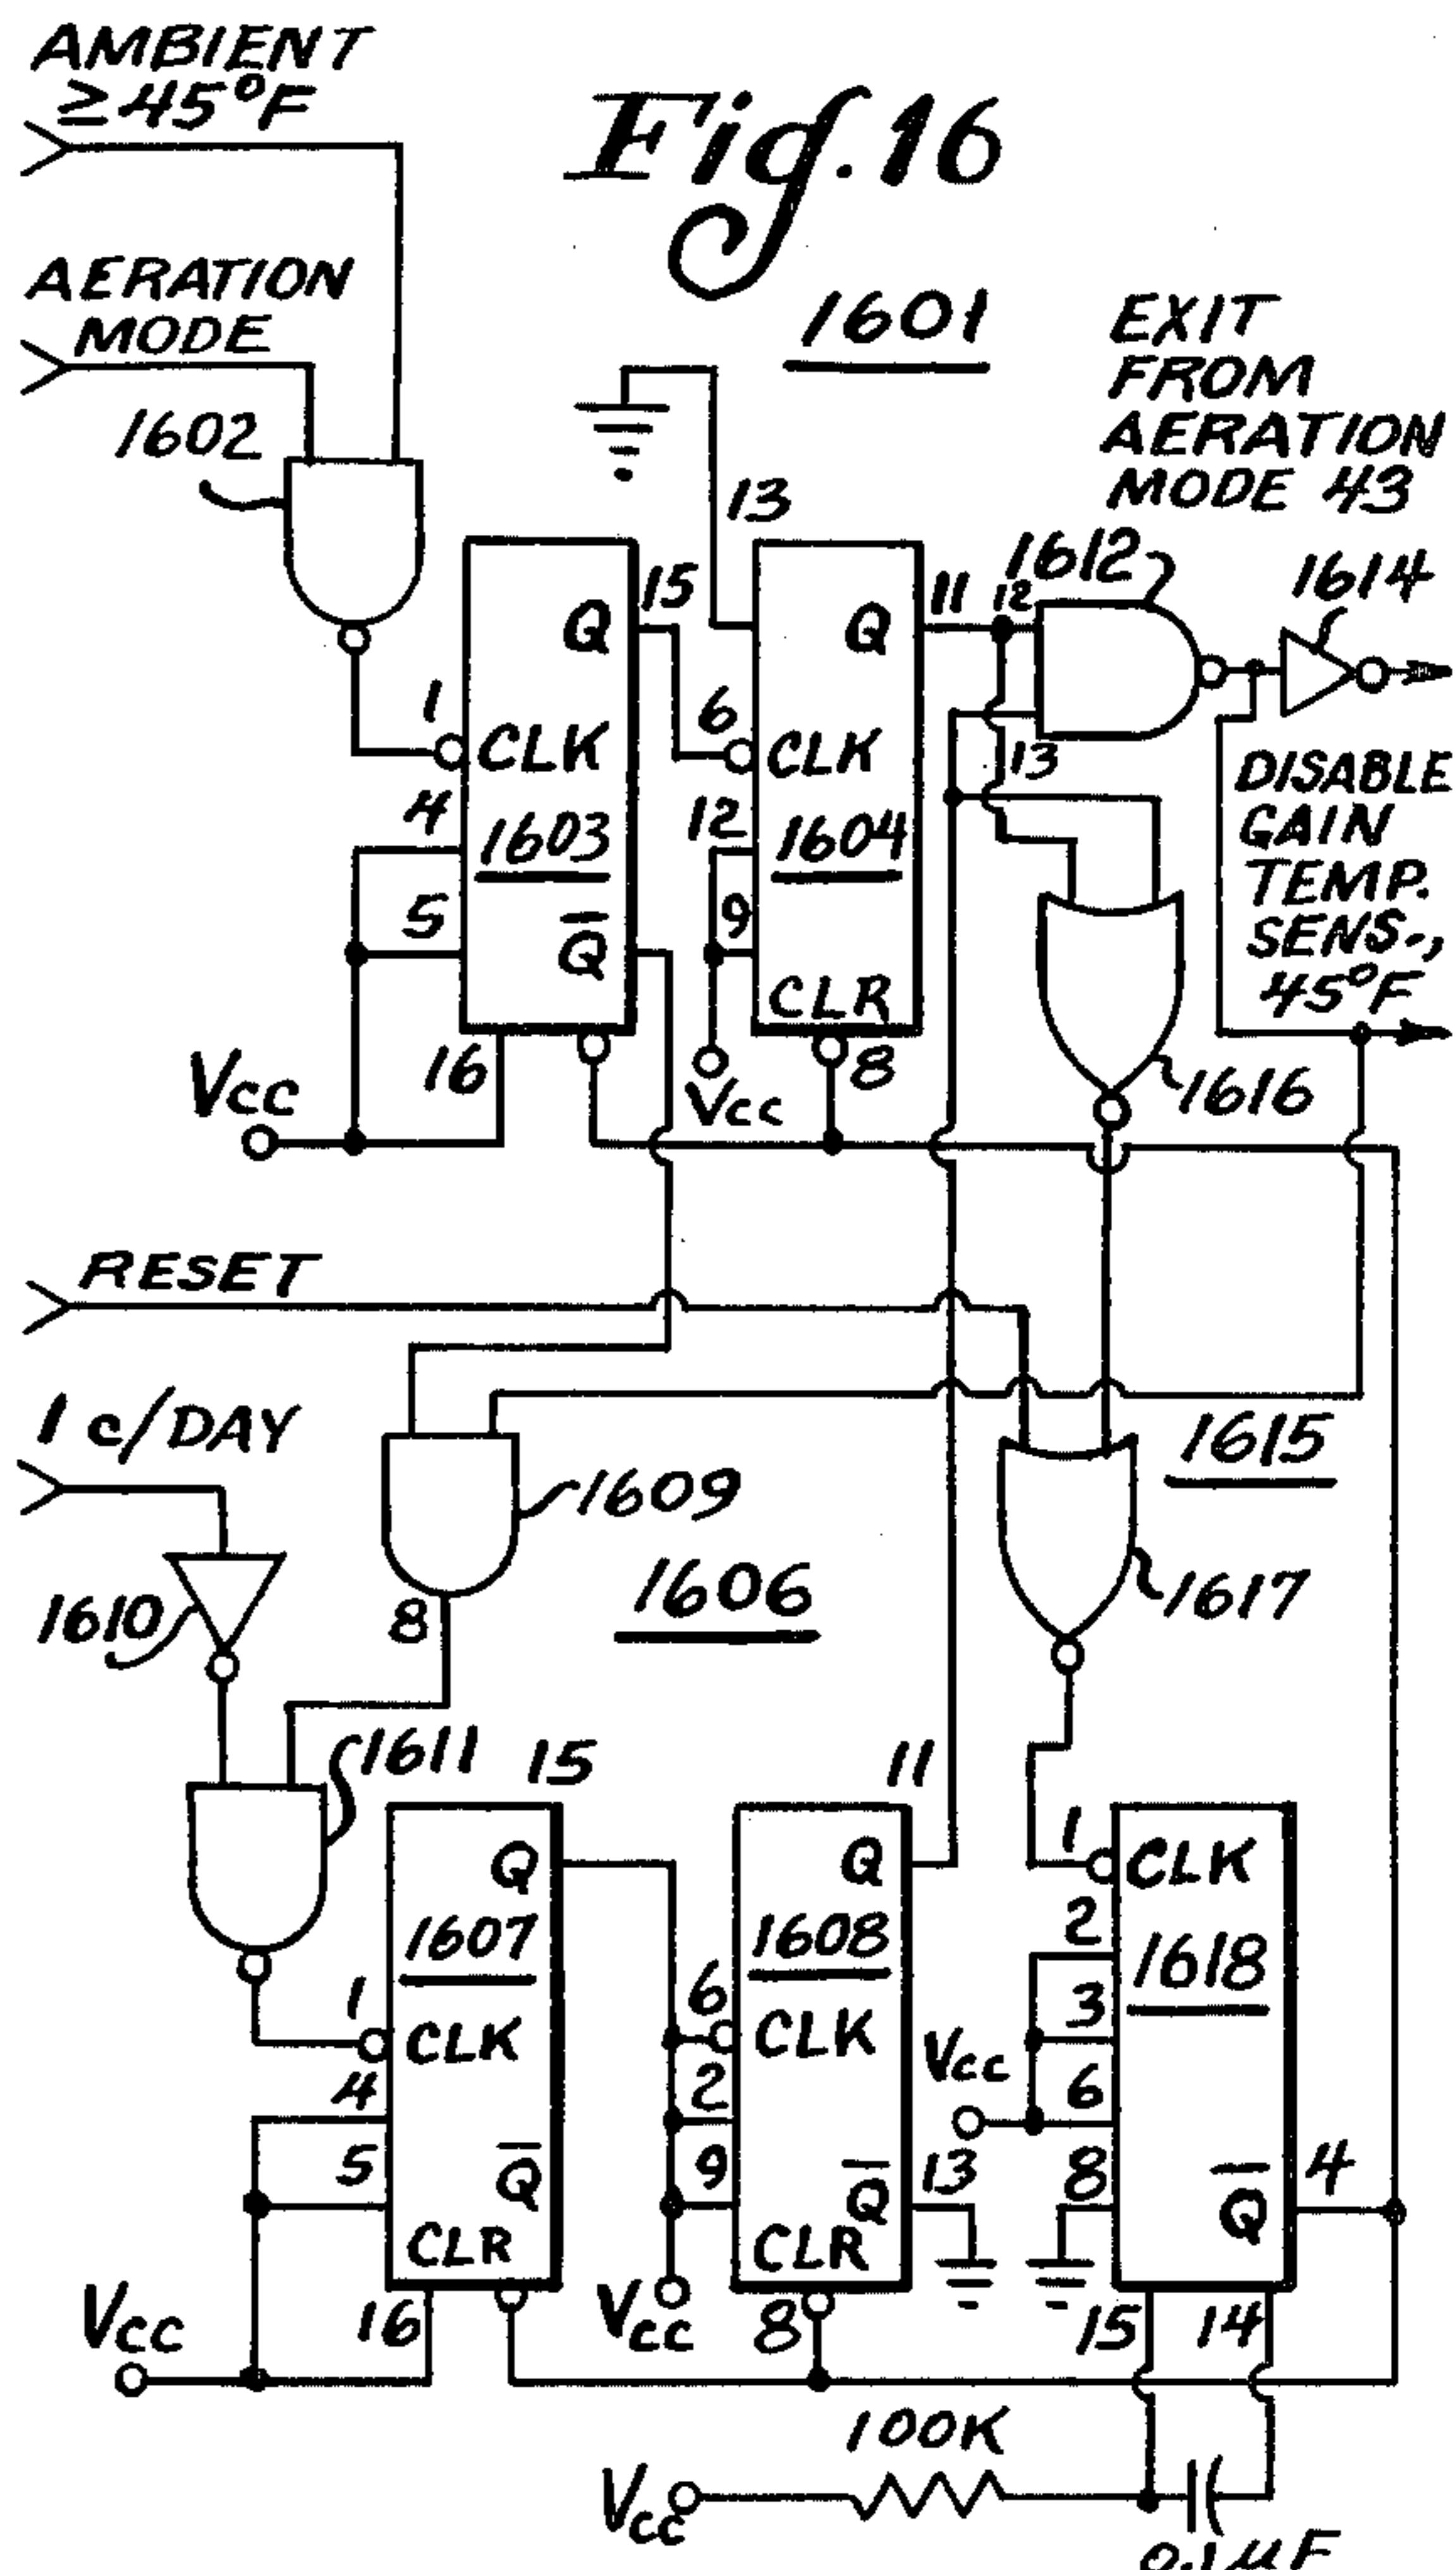 AMBIENT
≥45°F
Fig. 16
AERATION
MODE
1601
EXIT
FROM
AERATION
MODE 43
1602
13
1612
1614
15
11
12
Q
Q
1
6
CLK
CLK
13
DISABLE
GAIN
TEMP.
SENS.,
45°F
4
12
1603
1604
5
9
Q̅
CLR
16
8
Vcc
Vcc
1616
RESET
1 c/DAY
1615
1609
1610
1606
1617
8
1611
15
11
1
Q
Q
CLK
1607
1608
2
1618
1
6
3
CLK
CLK
Vcc
4
2
6
5
9
13
8
4
Q̅
Q̅
Q̅
CLR
CLR
Vcc
16
Vcc
8
15
14
100K
Vcc
0.1µF